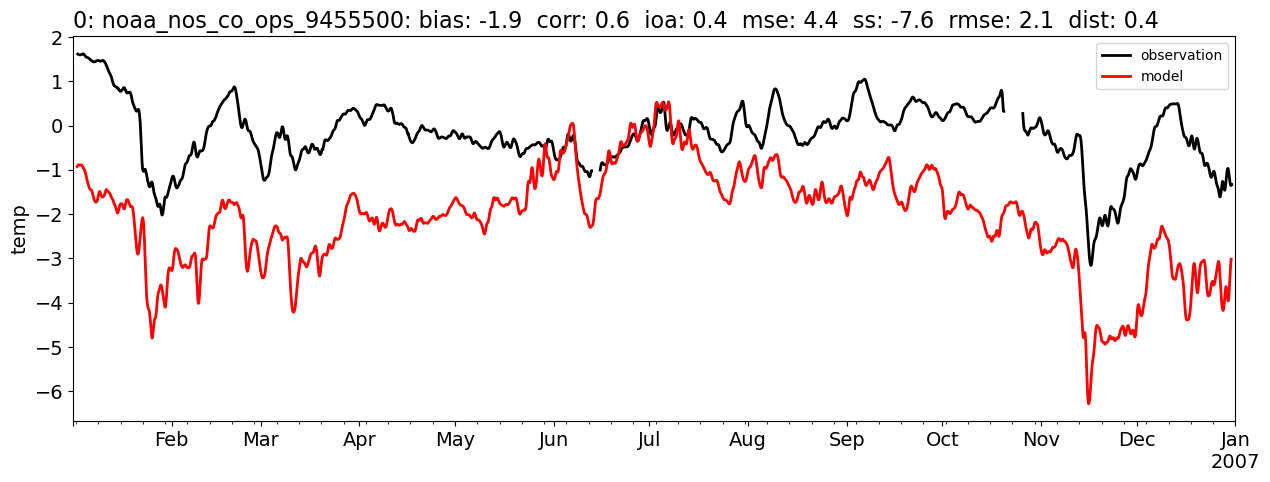 0: noaa_nos_co_ops_9455500: bias: -1.9  corr: 0.6  ioa: 0.4  mse: 4.4  ss: -7.6  rmse: 2.1  dist: 0.4
observation
model
temp
2
1
0
−1
−2
−3
−4
−5
−6
Feb Mar Apr May Jun Jul Aug Sep Oct Nov Dec Jan
2007